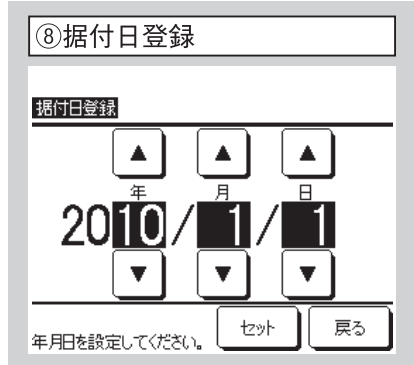 ⑧据付日登録
据付日登録
▲ ▲ ▲
年 月 日
2010/ 1/ 1
▼ ▼ ▼
セット 戻る
年月日を設定してください。